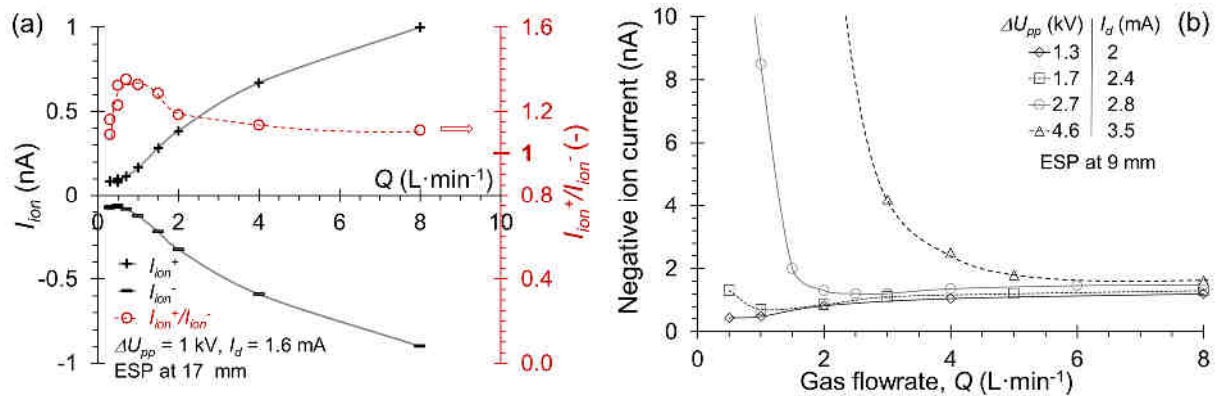 (a)
1
0.5
0
-0.5
-1
I_ion (nA)
0 2 4 6 8 10
Q (L·min⁻¹)
1.6
1.2
1
0.8
0.4
0.0
I_ion⁺/I_ion⁻ (-)
I_ion⁺
I_ion⁻
I_ion⁺/I_ion⁻
ΔU_pp = 1 kV, I_d = 1.6 mA
ESP at 17 mm
(b)
10
8
6
4
2
0
Negative ion current (nA)
ΔU_pp (kV) I_d (mA)
1.3 2
1.7 2.4
2.7 2.8
4.6 3.5
ESP at 9 mm
0 2 4 6 8
Gas flowrate, Q (L·min⁻¹)